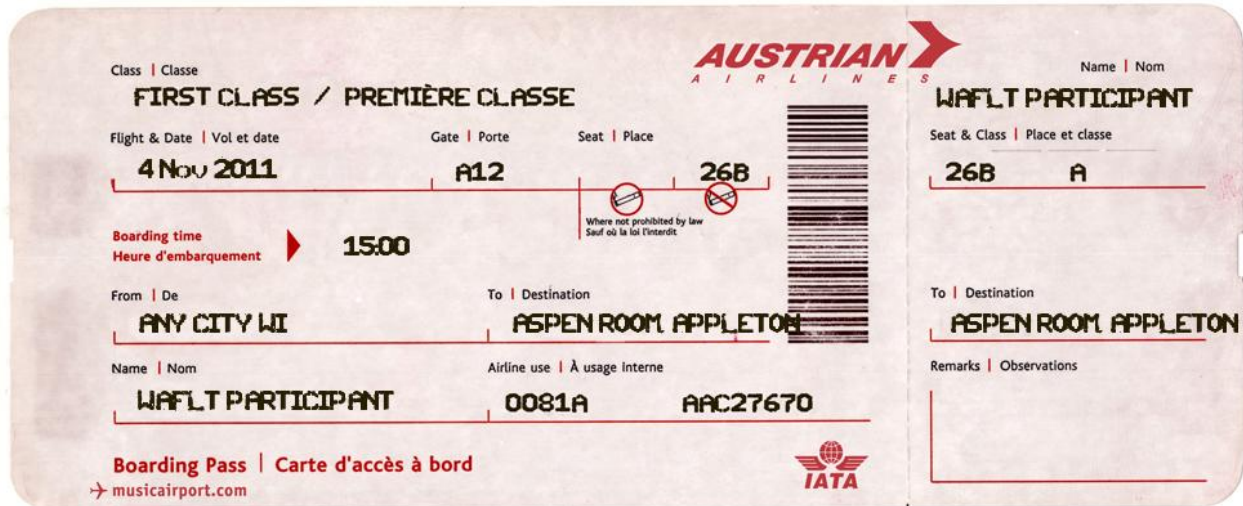 AUSTRIAN
AIRLINES
Class | Classe
FIRST CLASS / PREMIÈRE CLASSE
Flight & Date | Vol et date
Gate | Porte
Seat | Place
4 Nov 2011
A12
26B
Where not prohibited by law
Sauf où la loi l'interdit
Boarding time
Heure d'embarquement
15:00
From | De
To | Destination
ANY CITY WI
ASPEN ROOM, APPLETON
Name | Nom
Airline use | À usage Interne
WAFLT PARTICIPANT
0081A
AAC27670
Boarding Pass | Carte d'accès à bord
musicairport.com
IATA
Name | Nom
WAFLT PARTICIPANT
Seat & Class | Place et classe
26B A
To | Destination
ASPEN ROOM, APPLETON
Remarks | Observations